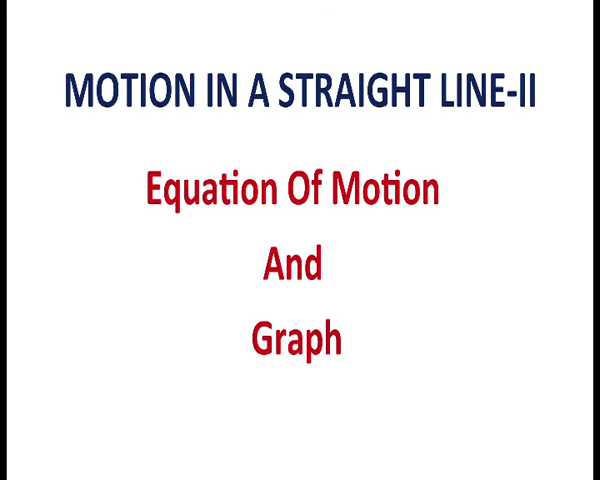 MOTION IN A STRAIGHT LINE-II
Equation Of Motion
And
Graph